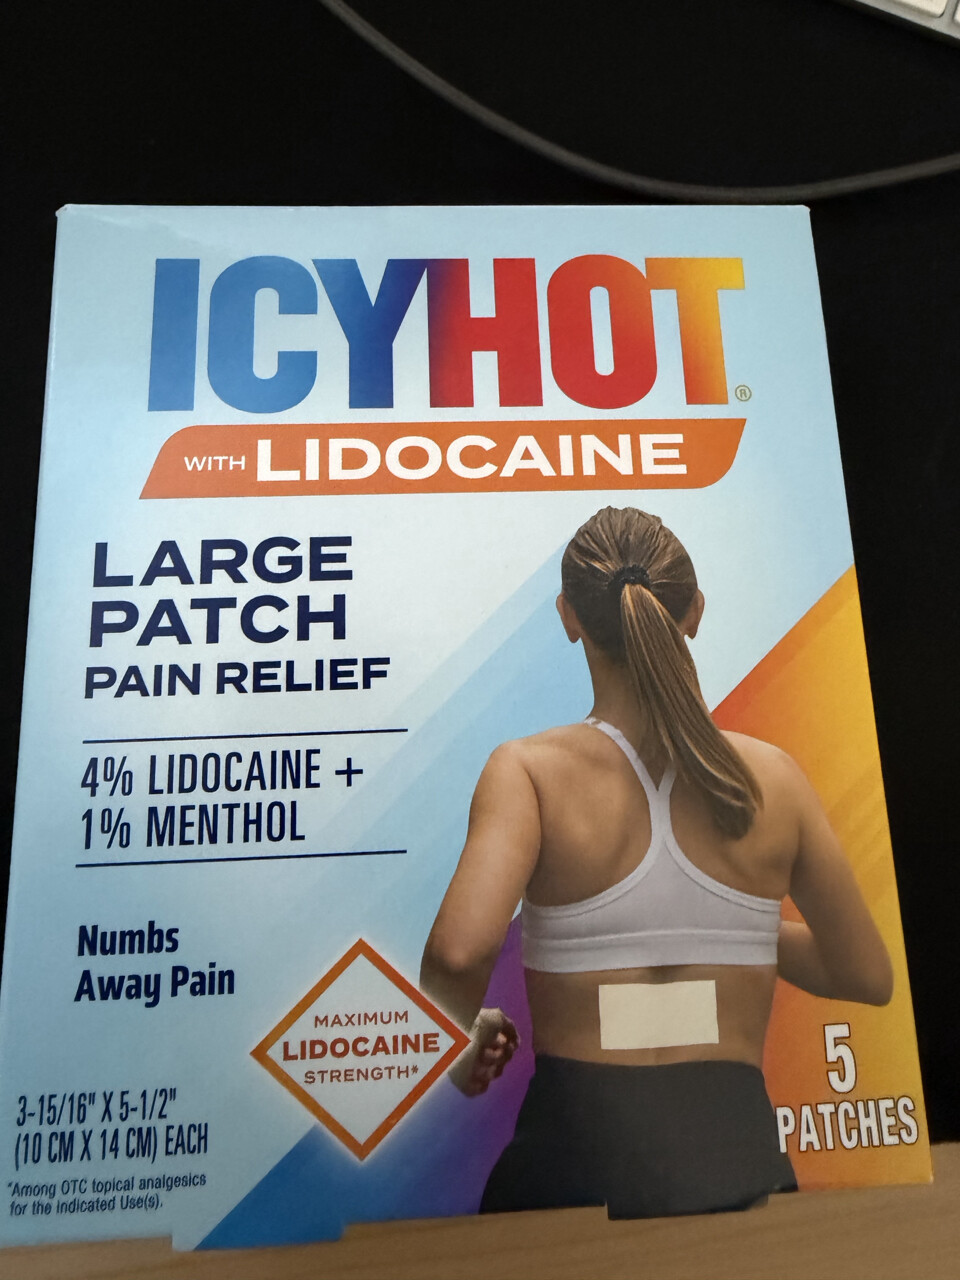 ICYHOT®
WITH LIDOCAINE
LARGE
PATCH
PAIN RELIEF
4% LIDOCAINE +
1% MENTHOL
Numbs
Away Pain
MAXIMUM
LIDOCAINE
STRENGTH*
3-15/16" X 5-1/2"
(10 CM X 14 CM) EACH
*Among OTC topical analgesics
for the indicated Use(s).
5
PATCHES